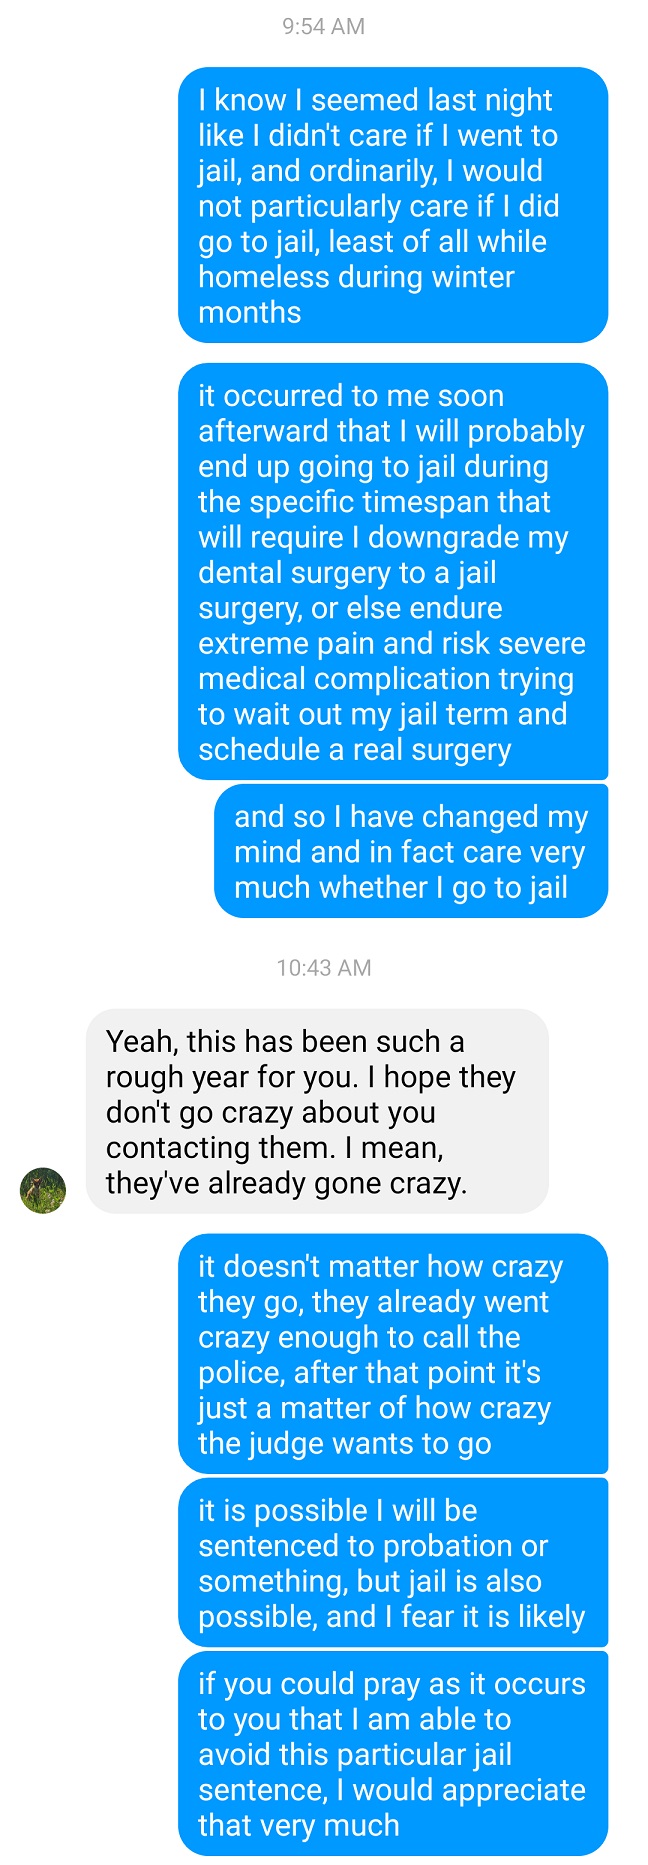 9:54 AM
I know I seemed last night
like I didn't care if I went to
jail, and ordinarily, I would
not particularly care if I did
go to jail, least of all while
homeless during winter
months
it occurred to me soon
afterward that I will probably
end up going to jail during
the specific timespan that
will require I downgrade my
dental surgery to a jail
surgery, or else endure
extreme pain and risk severe
medical complication trying
to wait out my jail term and
schedule a real surgery
and so I have changed my
mind and in fact care very
much whether I go to jail
10:43 AM
Yeah, this has been such a
rough year for you. I hope they
don't go crazy about you
contacting them. I mean,
they've already gone crazy.
it doesn't matter how crazy
they go, they already went
crazy enough to call the
police, after that point it's
just a matter of how crazy
the judge wants to go
it is possible I will be
sentenced to probation or
something, but jail is also
possible, and I fear it is likely
if you could pray as it occurs
to you that I am able to
avoid this particular jail
sentence, I would appreciate
that very much